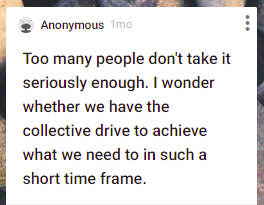 Anonymous 1mo
Too many people don't take it
seriously enough. I wonder
whether we have the
collective drive to achieve
what we need to in such a
short time frame.